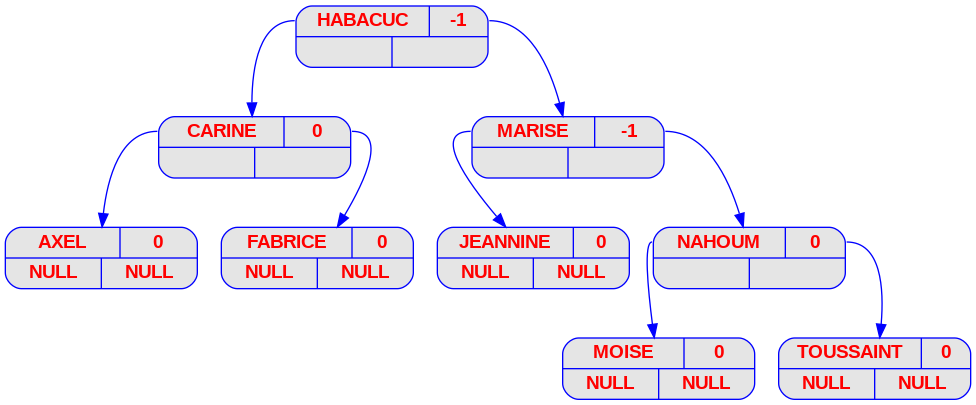 HABACUC -1
CARINE 0
MARISE -1
AXEL 0
NULL NULL
FABRICE 0
NULL NULL
JEANNINE 0
NULL NULL
NAHOUM 0
MOISE 0
NULL NULL
TOUSSAINT 0
NULL NULL